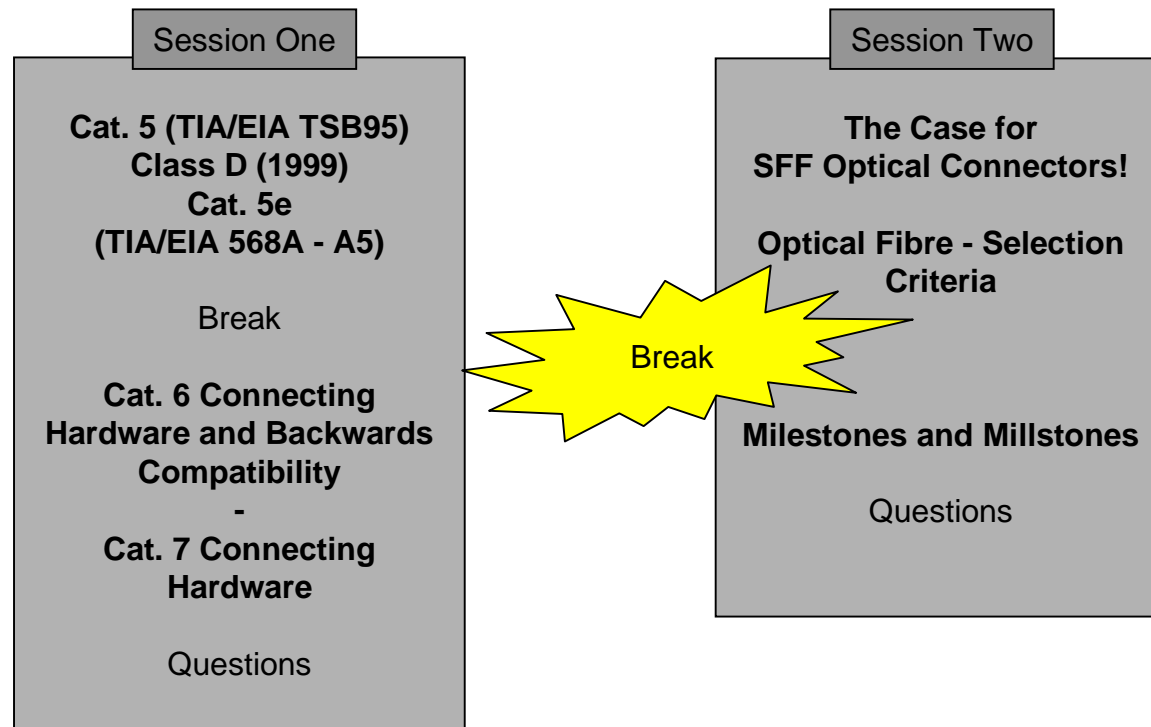 Session One
Cat. 5 (TIA/EIA TSB95)
Class D (1999)
Cat. 5e
(TIA/EIA 568A - A5)
Break
Cat. 6 Connecting
Hardware and Backwards
Compatibility
-
Cat. 7 Connecting
Hardware
Questions
Break
Session Two
The Case for
SFF Optical Connectors!
Optical Fibre - Selection
Criteria
Milestones and Millstones
Questions